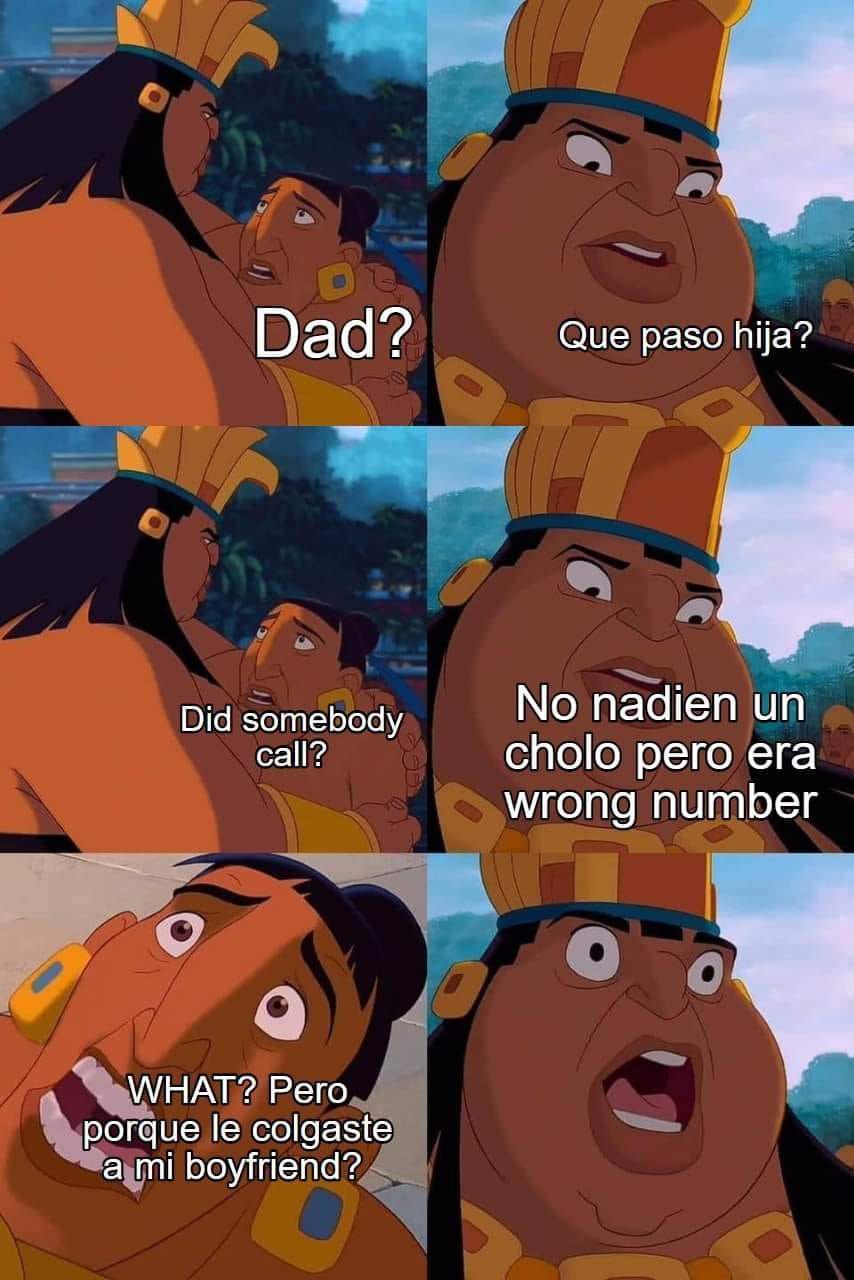 Dad?
Que paso hija?
Did somebody
call?
No nadien un
cholo pero era
wrong number
WHAT? Pero
porque le colgaste
a mi boyfriend?